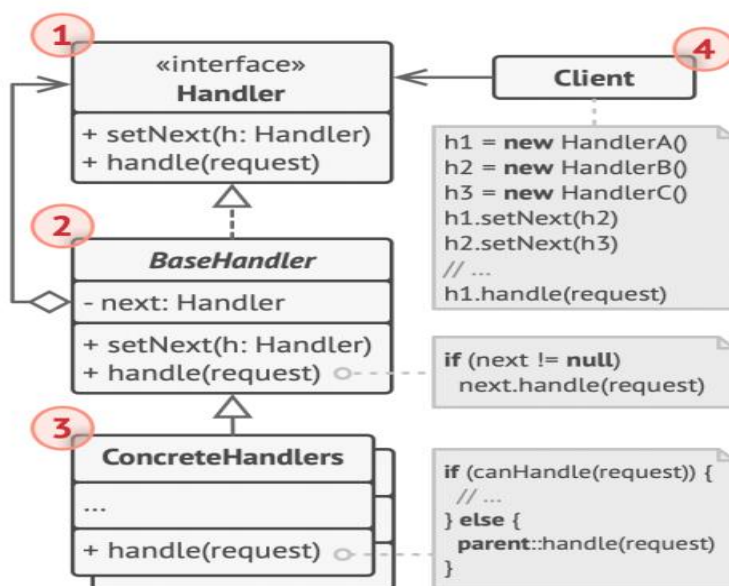 1
«interface»
Handler
+ setNext(h: Handler)
+ handle(request)
4
Client
h1 = new HandlerA()
h2 = new HandlerB()
h3 = new HandlerC()
h1.setNext(h2)
h2.setNext(h3)
// ...
h1.handle(request)
2
BaseHandler
- next: Handler
+ setNext(h: Handler)
+ handle(request)
if (next != null)
next.handle(request)
3
ConcreteHandlers
...
+ handle(request)
if (canHandle(request)) {
// ...
} else {
parent::handle(request)
}